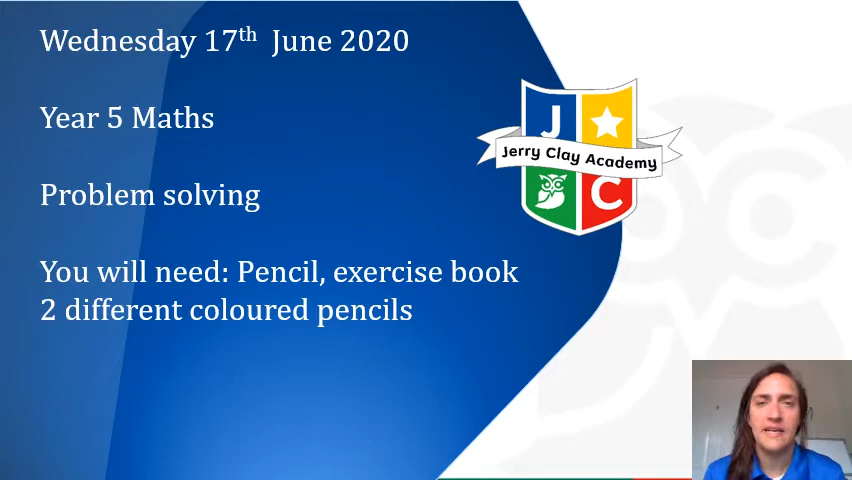 Wednesday 17th June 2020
Year 5 Maths
J
Jerry Clay Academy
C
Problem solving
You will need: Pencil, exercise book
2 different coloured pencils